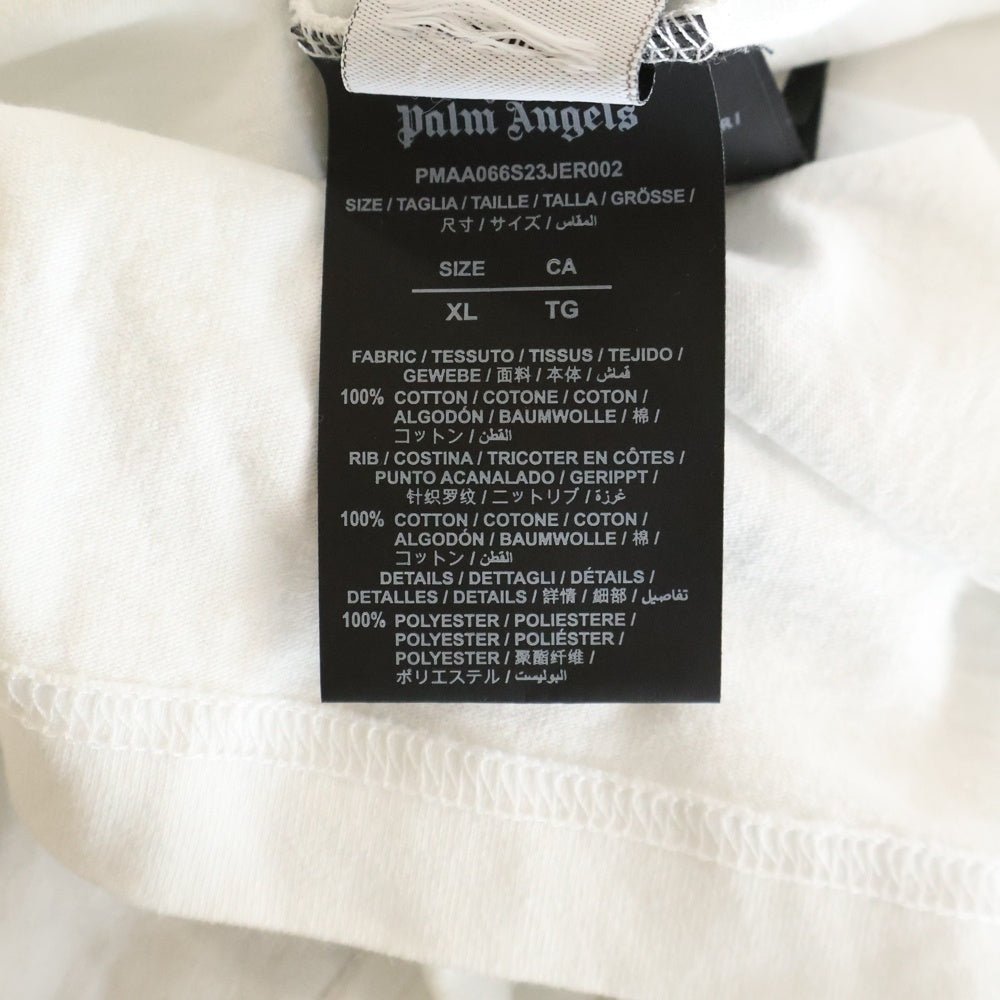 Palm Angels
PMAA066S23JER002
SIZE / TAGLIA / TAILLE / TALLA / GRÖSSE /
尺寸 / サイズ / المقاس
SIZE CA
XL TG
FABRIC / TESSUTO / TISSUS / TEJIDO /
GEWEBE / 面料 / 本体 / قماش
100% COTTON / COTONE / COTON /
ALGODÓN / BAUMWOLLE / 棉 /
コットン / القطن
RIB / COSTINA / TRICOTER EN CÔTES /
PUNTO ACANALADO / GERIPPT /
针织罗纹 / ニットリブ / غرزة
100% COTTON / COTONE / COTON /
ALGODÓN / BAUMWOLLE / 棉 /
コットン / القطن
DETAILS / DETTAGLI / DÉTAILS /
DETALLES / DETAILS / 詳情 / 細部 / تفاصيل
100% POLYESTER / POLIESTERE /
POLYESTER / POLIÉSTER /
POLYESTER / 聚酯纤维 /
ポリエステル / البوليست